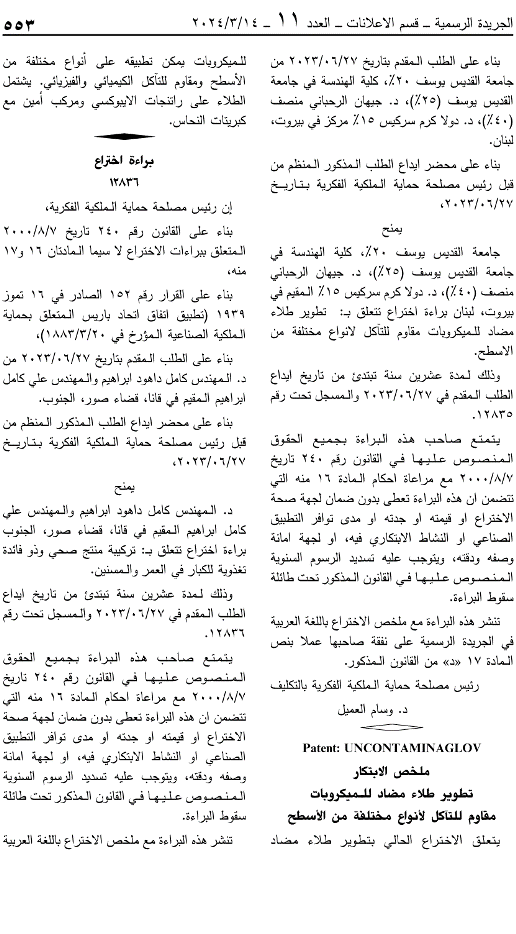 الجريدة الرسمية ــ قسم الاعلانات ــ العدد ١١ ــ ٢٠٢٤/٣/١٤
٥٥٣
بناء على الطلب المقدم بتاريخ ٢٠٢٣/٠٦/٢٧ من
جامعة القديس يوسف ٢٠٪، كلية الهندسة في جامعة
القديس يوسف (٢٥٪)، د. جيهان الرحباني منصف
(٤٠٪)، د. دولا كرم سركيس ١٥٪ مركز في بيروت،
لبنان.
بناء على محضر ايداع الطلب المذكور المنظم من
قبل رئيس مصلحة حماية الملكية الفكرية بـتـاريــخ
٢٠٢٣/٠٦/٢٧،
يمنح
جامعة القديس يوسف ٢٠٪، كلية الهندسة في
جامعة القديس يوسف (٢٥٪)، د. جيهان الرحباني
منصف (٤٠٪)، د. دولا كرم سركيس ١٥٪ المقيم في
بيروت، لبنان براءة اختراع تتعلق بـ: تطوير طلاء
مضاد للميكروبات مقاوم للتآكل لانواع مختلفة من
الاسطح.
وذلك لـمدة عشرين سنة تبتدئ من تاريخ ايداع
الطلب المقدم في ٢٠٢٣/٠٦/٢٧ والمسجل تحت رقم
١٢٨٣٥.
يتمتع صاحب هذه البراءة بجميع الحقوق
الـمـنـصـوص عـلـيـهـا فـي القانون رقم ٢٤٠ تاريخ
٢٠٠٠/٨/٧ مع مراعاة احكام المادة ١٦ منه التي
تتضمن ان هذه البراءة تعطى بدون ضمان لجهة صحة
الاختراع او قيمته او جدته او مدى توافر التطبيق
الصناعي او النشاط الابتكاري فيه، او لجهة امانة
وصفه ودقته، ويتوجب عليه تسديد الرسوم السنوية
الـمـنـصـوص عـلـيـهـا فـي القانون المذكور تحت طائلة
سقوط البراءة.
تنشر هذه البراءة مع ملخص الاختراع باللغة العربية
في الجريدة الرسمية على نفقة صاحبها عملا بنص
المادة ١٧ «د» من القانون المذكور.
رئيس مصلحة حماية الملكية الفكرية بالتكليف
د. وسام العميل
Patent: UNCONTAMINAGLOV
ملخص الابتكار
تطوير طلاء مضاد للـميكروبات
مقاوم للتآكل لأنواع مختلفة من الأسطح
يتعلق الاختراع الحالي بتطوير طلاء مضاد
للميكروبات يمكن تطبيقه على أنواع مختلفة من
الأسطح ومقاوم للتآكل الكيميائي والفيزيائي. يشتمل
الطلاء على راتنجات الايبوكسي ومركب أمين مع
كبريتات النحاس.
براءة اختراع
١٢٨٣٦
إن رئيس مصلحة حماية الملكية الفكرية،
بناء على القانون رقم ٢٤٠ تاريخ ٢٠٠٠/٨/٧
المتعلق ببراءات الاختراع لا سيما المادتان ١٦ و١٧
منه،
بناء على القرار رقم ١٥٢ الصادر في ١٦ تموز
١٩٣٩ (تطبيق اتفاق اتحاد باريس المتعلق بحماية
الملكية الصناعية المؤرخ في ١٨٨٣/٣/٢٠)،
بناء على الطلب المقدم بتاريخ ٢٠٢٣/٠٦/٢٧ من
د. المهندس كامل داهود ابراهيم والمهندس علي كامل
ابراهيم المقيم في قانا، قضاء صور، الجنوب.
بناء على محضر ايداع الطلب المذكور المنظم من
قبل رئيس مصلحة حماية الملكية الفكرية بـتـاريــخ
٢٠٢٣/٠٦/٢٧،
يمنح
د. المهندس كامل داهود ابراهيم والمهندس علي
كامل ابراهيم المقيم في قانا، قضاء صور، الجنوب
براءة اختراع تتعلق بـ: تركيبة منتج صحي وذو فائدة
تغذوية للكبار في العمر والمسنين.
وذلك لـمدة عشرين سنة تبتدئ من تاريخ ايداع
الطلب المقدم في ٢٠٢٣/٠٦/٢٧ والمسجل تحت رقم
١٢٨٣٦.
يتمتع صاحب هذه البراءة بجميع الحقوق
الـمـنـصـوص عـلـيـهـا فـي القانون رقم ٢٤٠ تاريخ
٢٠٠٠/٨/٧ مع مراعاة احكام المادة ١٦ منه التي
تتضمن ان هذه البراءة تعطى بدون ضمان لجهة صحة
الاختراع او قيمته او جدته او مدى توافر التطبيق
الصناعي او النشاط الابتكاري فيه، او لجهة امانة
وصفه ودقته، ويتوجب عليه تسديد الرسوم السنوية
الـمـنـصـوص عـلـيـهـا فـي القانون المذكور تحت طائلة
سقوط البراءة.
تنشر هذه البراءة مع ملخص الاختراع باللغة العربية